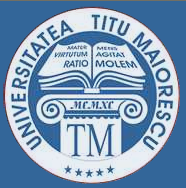 UNIVERSITATEA TITU MAIORESCU
MATER
VIRTUTUM
RATIO
MENS
AGITAT
MOLEM
MCMXC
TM